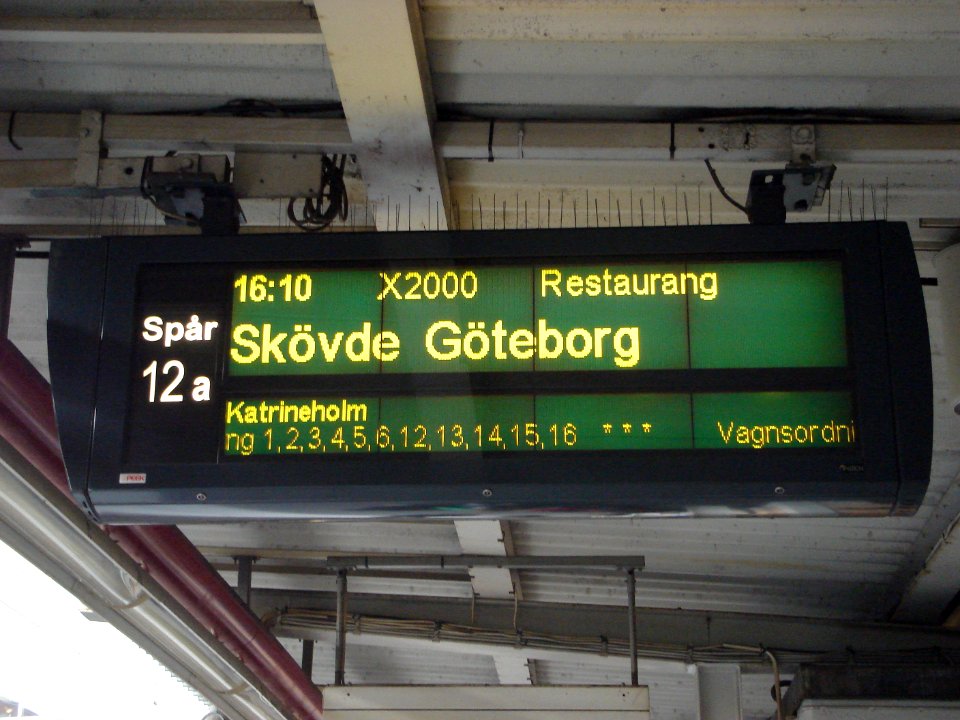 16:10 X2000 Restaurang
Spår
Skövde Göteborg
12 a
Katrineholm
ng 1,2,3,4,5,6,12,13,14,15,16 * * * Vagnsordni